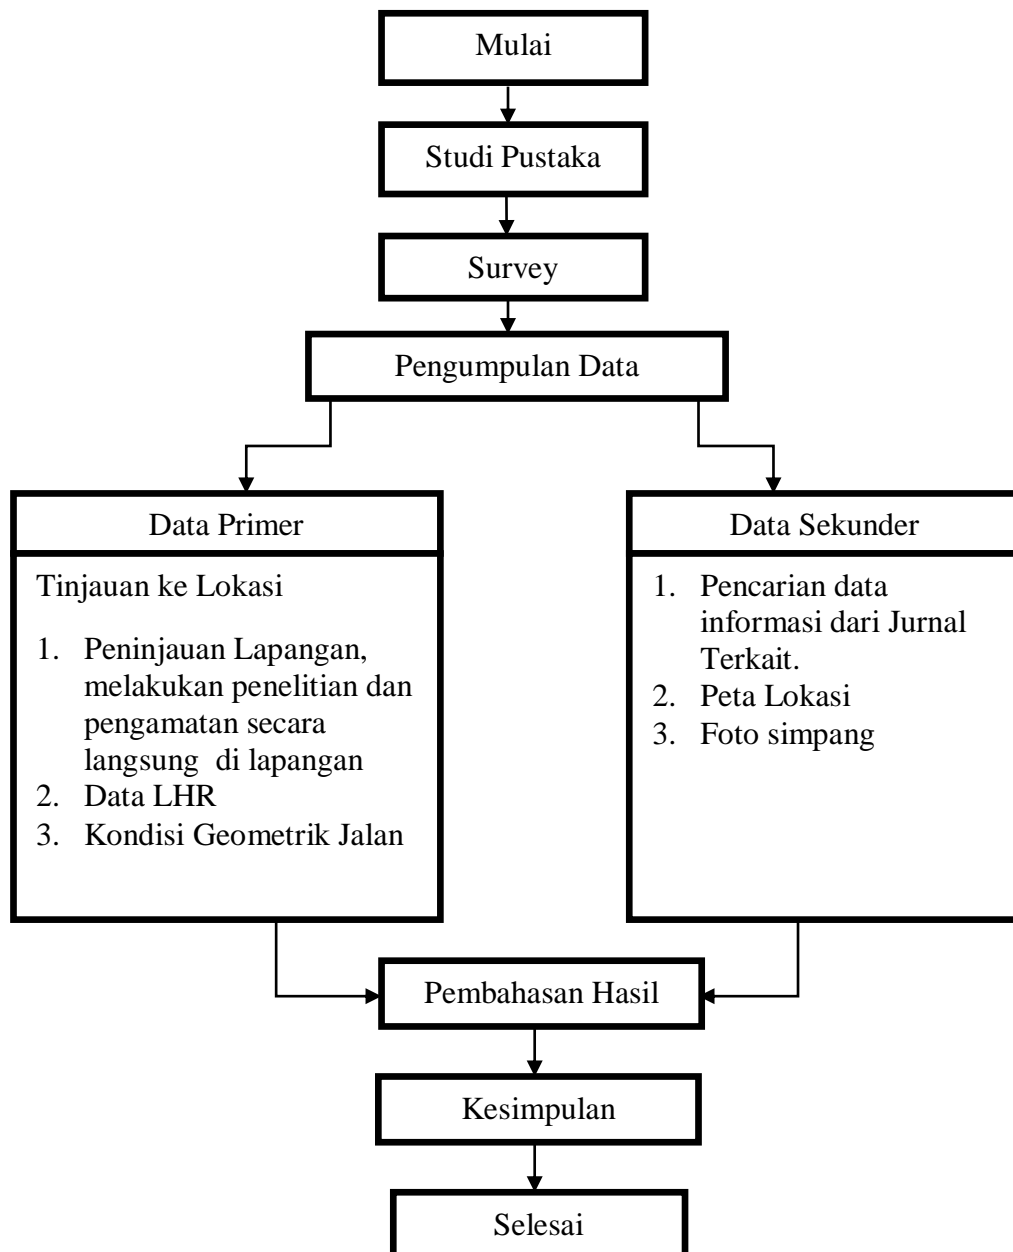 Mulai
Studi Pustaka
Survey
Pengumpulan Data
Data Primer
Tinjauan ke Lokasi
1. Peninjauan Lapangan,
melakukan penelitian dan
pengamatan secara
langsung  di lapangan
2. Data LHR
3. Kondisi Geometrik Jalan
Data Sekunder
1. Pencarian data
informasi dari Jurnal
Terkait.
2. Peta Lokasi
3. Foto simpang
Pembahasan Hasil
Kesimpulan
Selesai